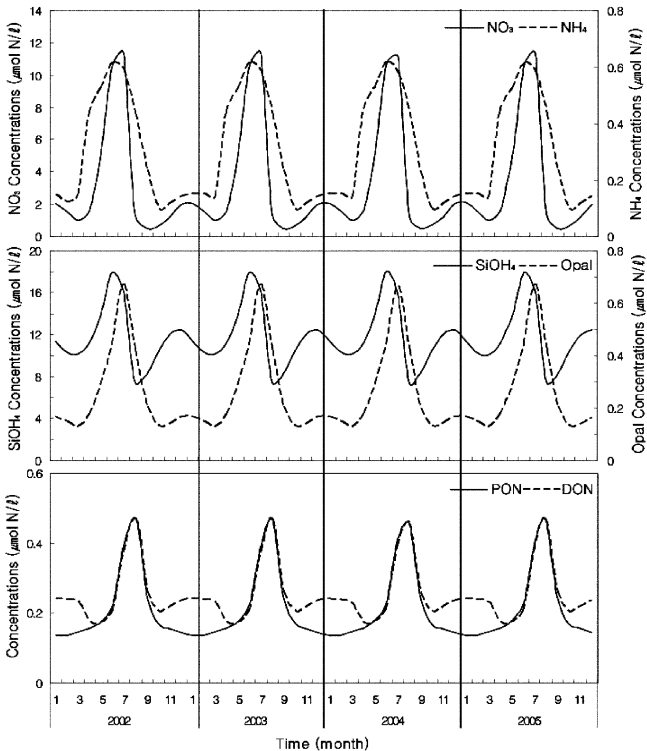 NO₃ NH₄
NO₃ Concentrations (㎛ol N/ℓ)
14
12
10
8
6
4
2
0
0.8
0.6
0.4
0.2
0
NH₄ Concentrations (㎛ol N/ℓ)
SiOH₄ Opal
SiOH₄ Concentrations (㎛ol N/ℓ)
20
16
12
8
4
0
0.8
0.6
0.4
0.2
0
Opal Concentrations (㎛ol N/ℓ)
PON DON
Concentrations (㎛ol N/ℓ)
0.6
0.4
0.2
0
1 3 5 7 9 11 1 3 5 7 9 11 1 3 5 7 9 11 1 3 5 7 9 11
2002 2003 2004 2005
Time (month)